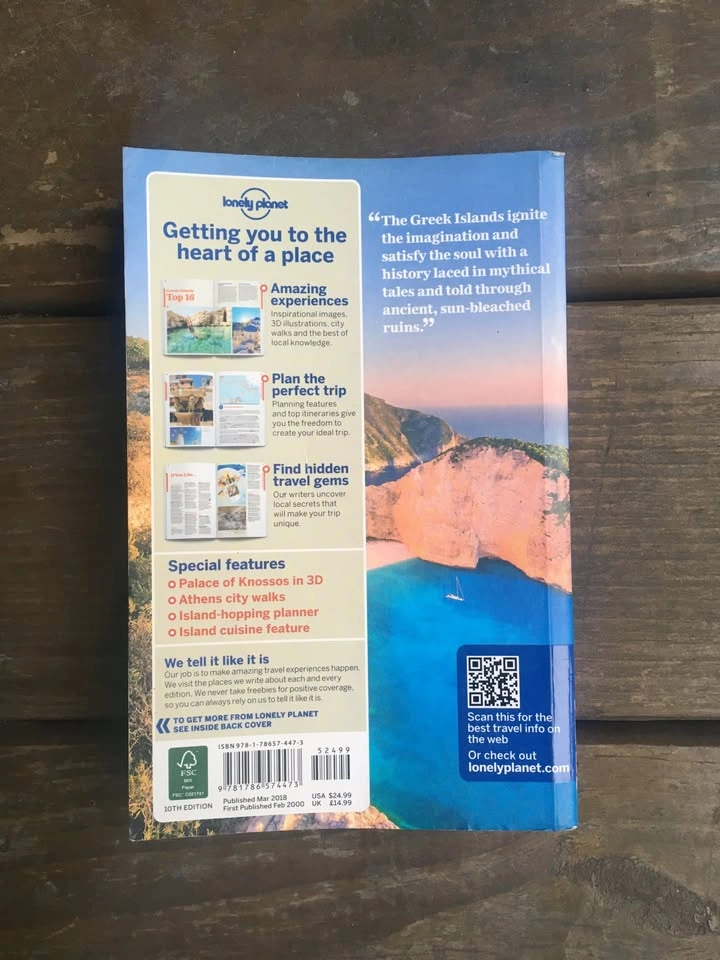 lonely planet
Getting you to the
heart of a place
Top 16
Amazing
experiences
Inspirational images,
3D illustrations, city
walks and the best of
local knowledge.
Plan the
perfect trip
Planning features
and top itineraries give
you the freedom to
create your ideal trip.
Find hidden
travel gems
Our writers uncover
local secrets that
will make your trip
unique.
Special features
Palace of Knossos in 3D
Athens city walks
Island-hopping planner
Island cuisine feature
We tell it like it is
Our job is to make amazing travel experiences happen.
We visit the places we write about each and every
edition. We never take freebies for positive coverage,
so you can always rely on us to tell it like it is.
TO GET MORE FROM LONELY PLANET
SEE INSIDE BACK COVER
FSC
MIX
Paper
FSC® C021741
10TH EDITION
ISBN 978-1-78657-447-3
52499
9 781786 574473
Published Mar 2018
First Published Feb 2000
USA $24.99
UK £14.99
“The Greek Islands ignite
the imagination and
satisfy the soul with a
history laced in mythical
tales and told through
ancient, sun-bleached
ruins.”
Scan this for the
best travel info on
the web
Or check out
lonelyplanet.com